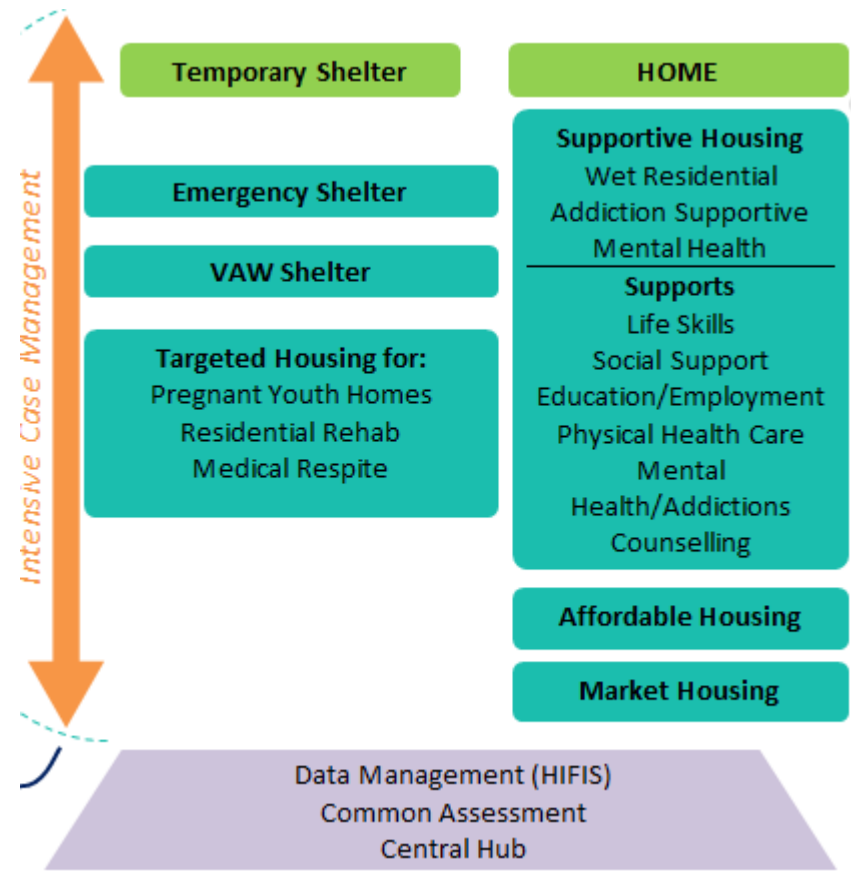 Intensive Case Management
Temporary Shelter
Emergency Shelter
VAW Shelter
Targeted Housing for:
Pregnant Youth Homes
Residential Rehab
Medical Respite
HOME
Supportive Housing
Wet Residential
Addiction Supportive
Mental Health
Supports
Life Skills
Social Support
Education/Employment
Physical Health Care
Mental
Health/Addictions
Counselling
Affordable Housing
Market Housing
Data Management (HIFIS)
Common Assessment
Central Hub